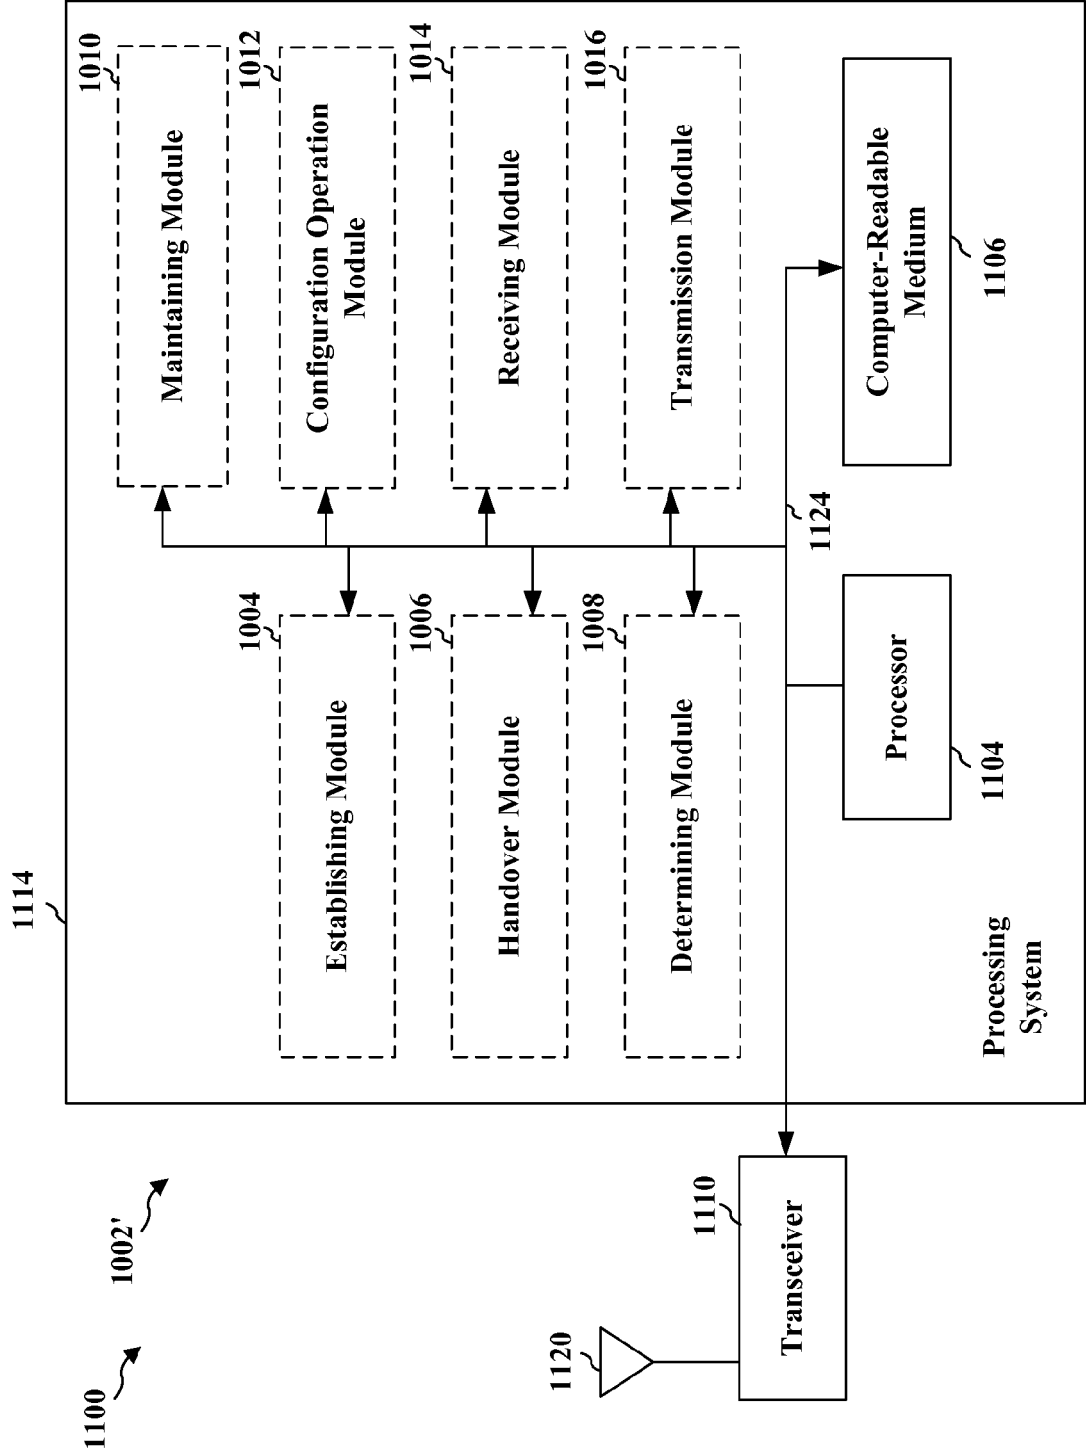 1100
1002'
1114
1010
Maintaining Module
1004
Establishing Module
1012
Configuration Operation
Module
1006
Handover Module
1014
Receiving Module
1008
Determining Module
1016
Transmission Module
1120
1110
Transceiver
1124
Processor
1104
Computer-Readable
Medium
1106
Processing
System